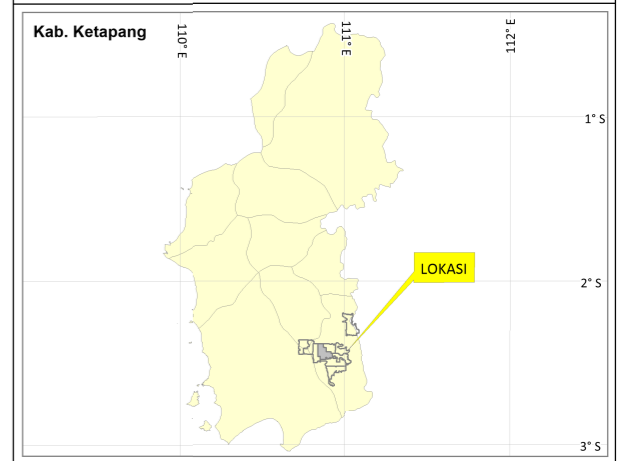 Kab. Ketapang
110° E
111° E
112° E
1° S
LOKASI
2° S
3° S